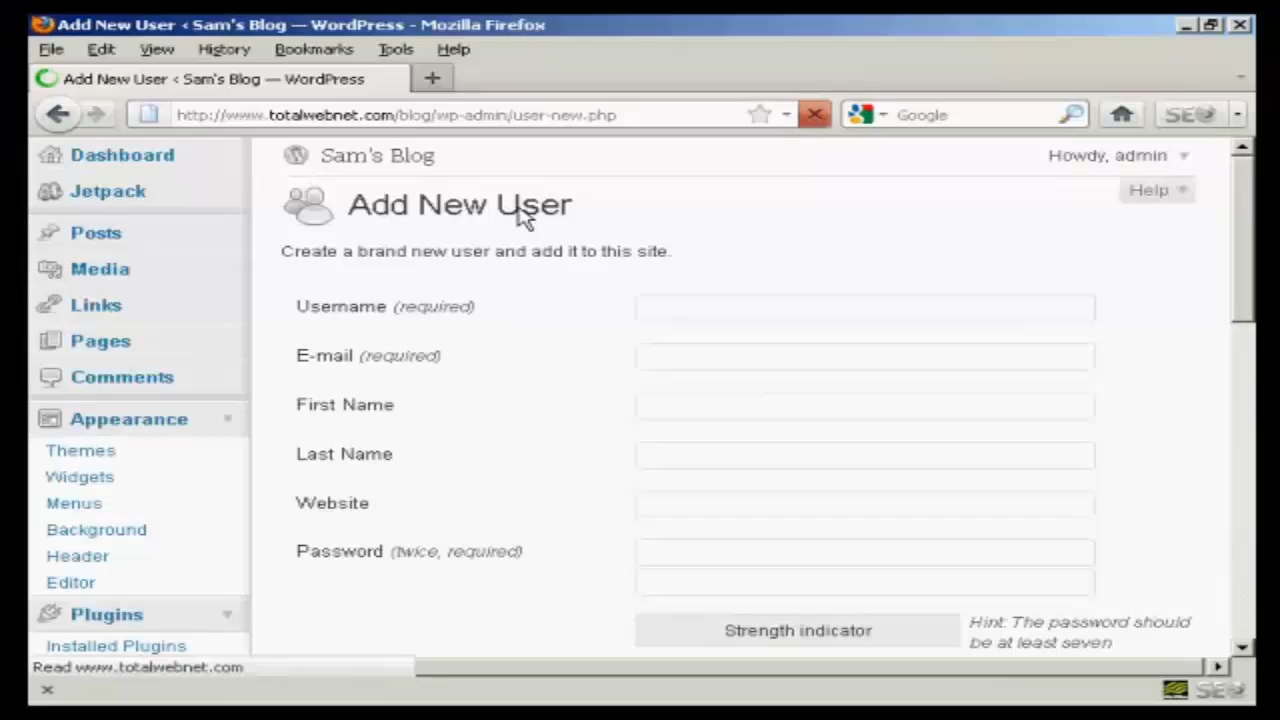 Add New User ‹ Sam's Blog — WordPress - Mozilla Firefox
File Edit View History Bookmarks Tools Help
Add New User ‹ Sam's Blog — WordPress
http://www.totalwebnet.com/blog/wp-admin/user-new.php Google
Dashboard
Jetpack
Posts
Media
Links
Pages
Comments
Appearance
Themes
Widgets
Menus
Background
Header
Editor
Plugins
Installed Plugins
Sam's Blog Howdy, admin
Help
Add New User
Create a brand new user and add it to this site.
Username (required)
E-mail (required)
First Name
Last Name
Website
Password (twice, required)
Strength indicator
Hint: The password should
be at least seven
Read www.totalwebnet.com